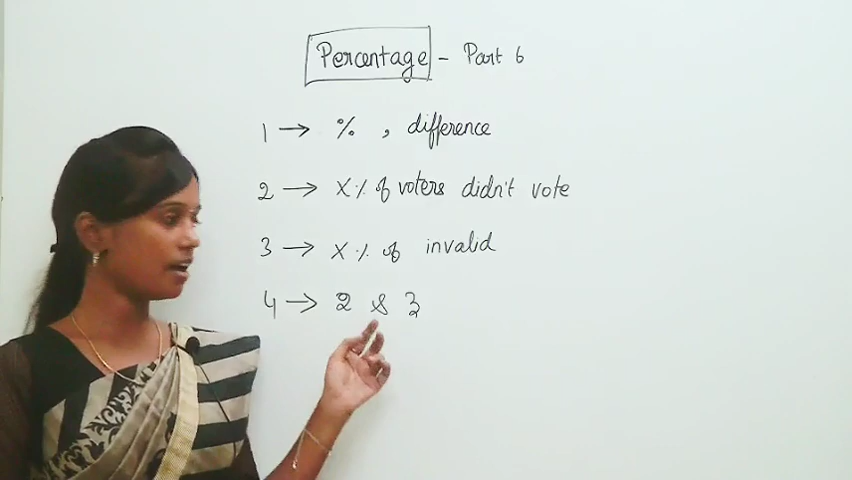 Percentage - Part 6
1 → % , difference
2 → X % of voters didn't vote
3 → X % of invalid
4 → 2 & 3